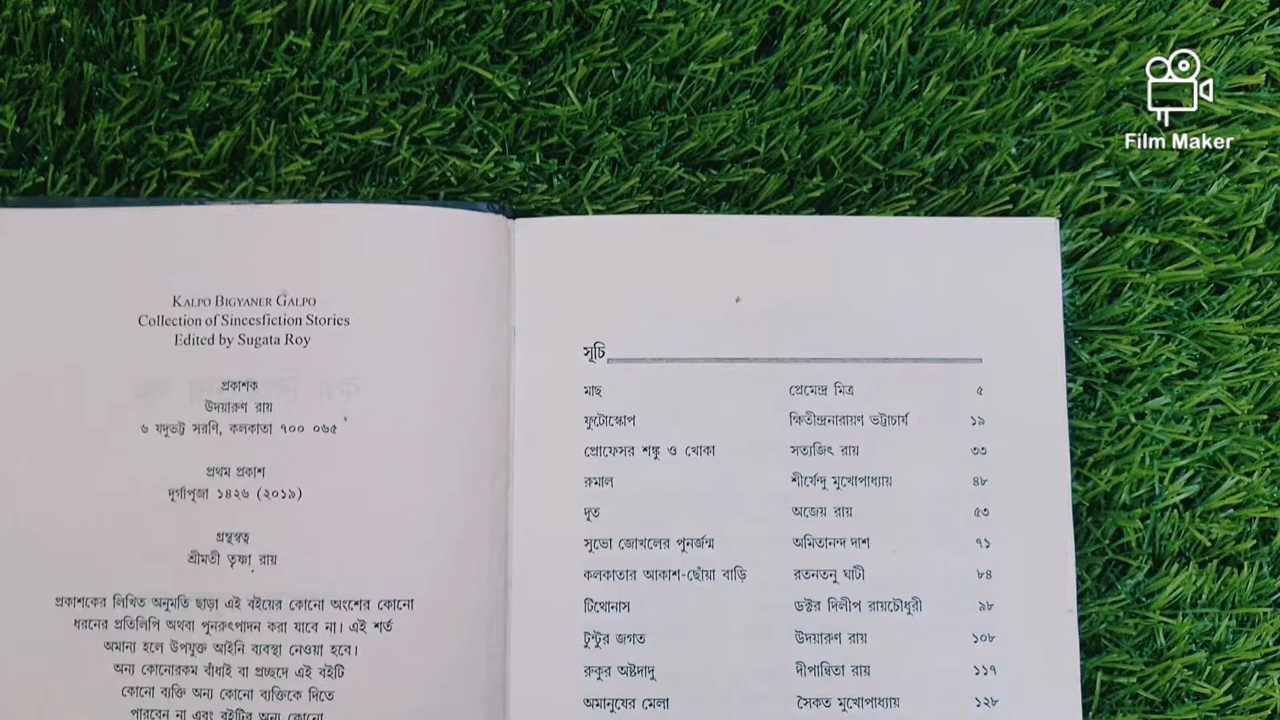 Film Maker
KALPO BIGYANER GALPO
Collection of Sincesfiction Stories
Edited by Sugata Roy
প্রকাশক
উদয়ারুণ রায়
৬ যদুভট্ট সরণি, কলকাতা ৭০০ ০৬৫
প্রথম প্রকাশ
দুর্গাপূজা ১৪২৬ (২০১৯)
গ্রন্থস্বত্ব
শ্রীমতী তৃষ্ণা রায়
প্রকাশকের লিখিত অনুমতি ছাড়া এই বইয়ের কোনো অংশের কোনো
ধরনের প্রতিলিপি অথবা পুনরুৎপাদন করা যাবে না। এই শর্ত
অমান্য হলে উপযুক্ত আইনি ব্যবস্থা নেওয়া হবে।
অন্য কোনোরকম বাঁধাই বা প্রচ্ছদে এই বইটি
কোনো ব্যক্তি অন্য কোনো ব্যক্তিকে দিতে
পারবেন না এবং বইটির অন্য কোনো
সূচি
মাছ প্রেমেন্দ্র মিত্র ৫
ফুটোস্কোপ ক্ষিতীন্দ্রনারায়ণ ভট্টাচার্য ১৯
প্রোফেসর শঙ্কু ও খোকা সত্যজিৎ রায় ৩৩
রুমাল শীর্ষেন্দু মুখোপাধ্যায় ৪৮
দূত অজেয় রায় ৫৩
সুভো জোখলের পুনর্জন্ম অমিতানন্দ দাশ ৭১
কলকাতার আকাশ-ছোঁয়া বাড়ি রতনতনু ঘাটী ৮৪
টিথোনাস ডক্টর দিলীপ রায়চৌধুরী ৯৮
টুন্টুর জগত উদয়ারুণ রায় ১০৮
রুকুর অষ্টদাদু দীপান্বিতা রায় ১১৭
অমানুষের মেলা সৈকত মুখোপাধ্যায় ১২৮